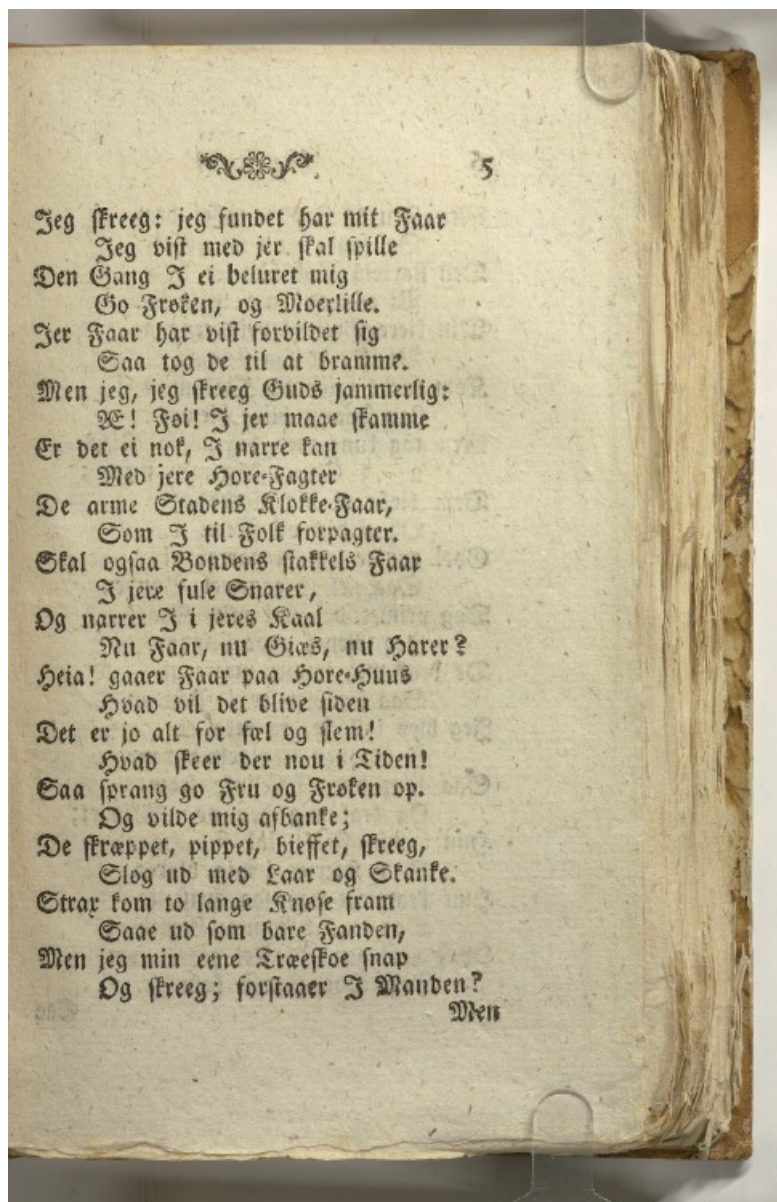 5
Jeg skreeg: jeg fundet har mit Faar
Jeg vist med jer skal spille
Den Gang I ei beluret mig
Go Frøken, og Moerlille.
Jer Faar har vist forvildet sig
Saa tog de til at bramme.
Men jeg, jeg skreeg Guds jammerlig:
Æ! Føi! I jer maae skamme
Er det ei nok, I narre kan
Med jere Hore-Fagter
De arme Stadens Klokke-Faar,
Som I til Folk forpagter.
Skal ogsaa Bondens stakkels Faar
I jere fule Snarer,
Og narrer I i jeres Kaal
Nu Faar, nu Giæs, nu Harer?
Heia! gaaer Faar paa Hore-Huus
Hvad vil det blive siden
Det er jo alt for fæl og slem!
Hvad skeer der nou i Tiden!
Saa sprang go Fru og Frøken op.
Og vilde mig afbanke;
De skræppet, pippet, bieffet, skreeg,
Slog ud med Laar og Skanke.
Strax kom to lange Knøse fram
Saae ud som bare Fanden,
Men jeg min eene Træeskoe snap
Og skreeg; forstaaer I Manden?
Men